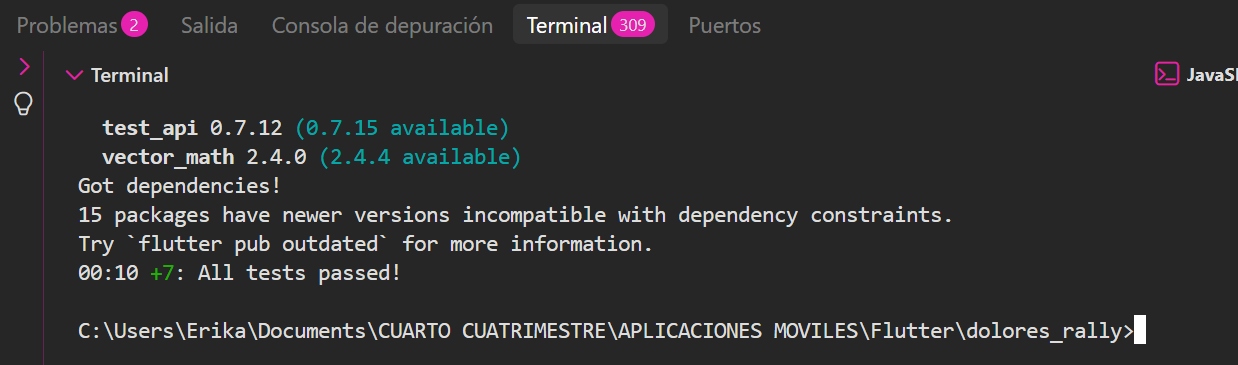 Problemas 2 Salida Consola de depuración Terminal 309 Puertos
Terminal
test_api 0.7.12 (0.7.15 available)
vector_math 2.4.0 (2.4.4 available)
Got dependencies!
15 packages have newer versions incompatible with dependency constraints.
Try `flutter pub outdated` for more information.
00:10 +7: All tests passed!
C:\Users\Erika\Documents\CUARTO CUATRIMESTRE\APLICACIONES MOVILES\Flutter\dolores_rally>